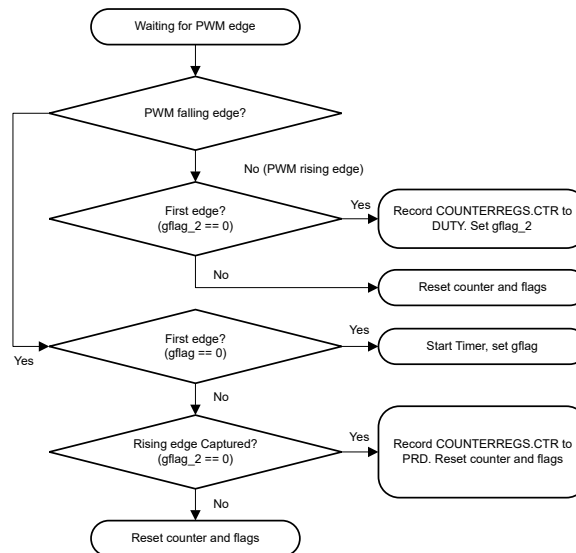 Waiting for PWM edge
PWM falling edge?
No (PWM rising edge)
First edge?
(gflag_2 == 0)
Yes
Record COUNTERREGS.CTR to
DUTY. Set gflag_2
No
Reset counter and flags
Yes
First edge?
(gflag == 0)
Yes
Start Timer, set gflag
No
Rising edge Captured?
(gflag_2 == 0)
Yes
Record COUNTERREGS.CTR to
PRD. Reset counter and flags
No
Reset counter and flags